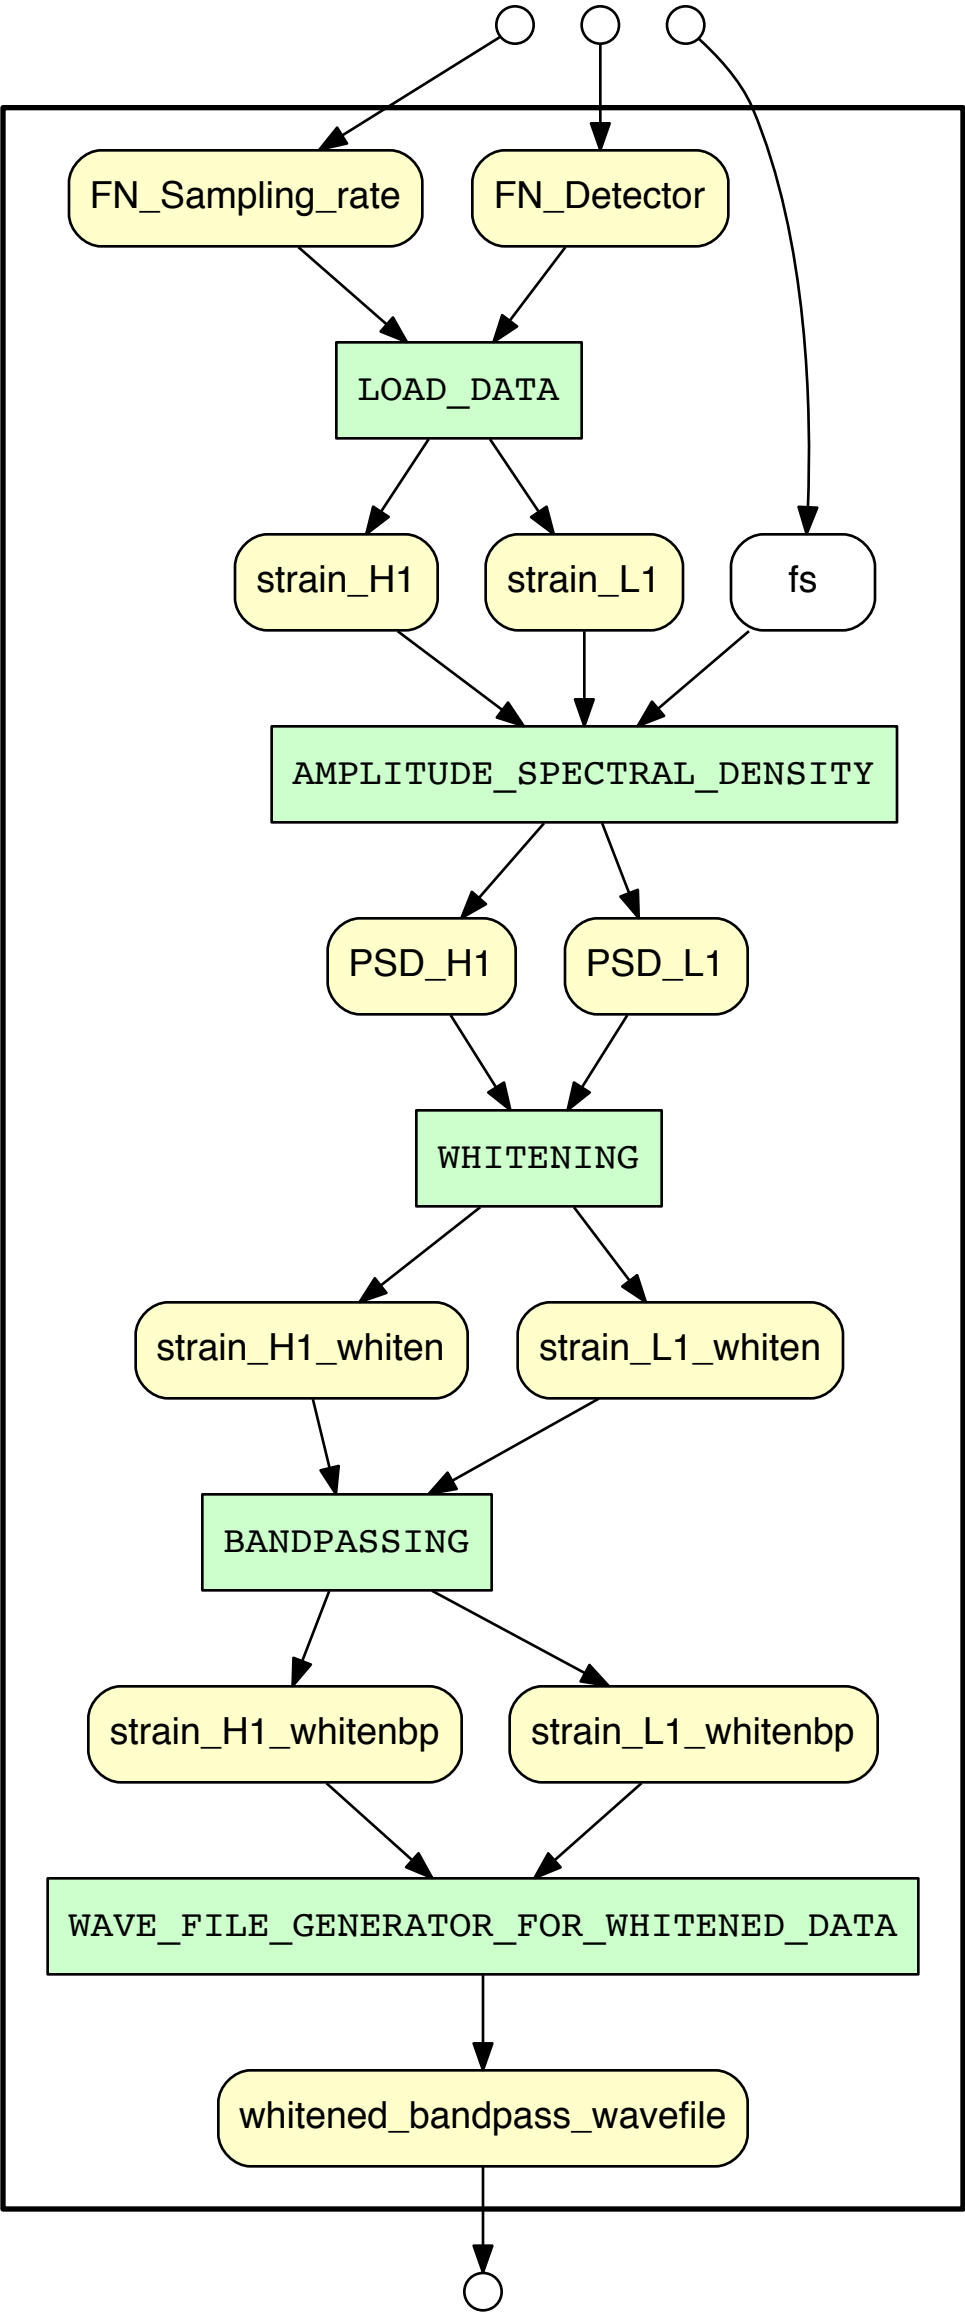 FN_Sampling_rate
FN_Detector
LOAD_DATA
strain_H1
strain_L1
fs
AMPLITUDE_SPECTRAL_DENSITY
PSD_H1
PSD_L1
WHITENING
strain_H1_whiten
strain_L1_whiten
BANDPASSING
strain_H1_whitenbp
strain_L1_whitenbp
WAVE_FILE_GENERATOR_FOR_WHITENED_DATA
whitened_bandpass_wavefile